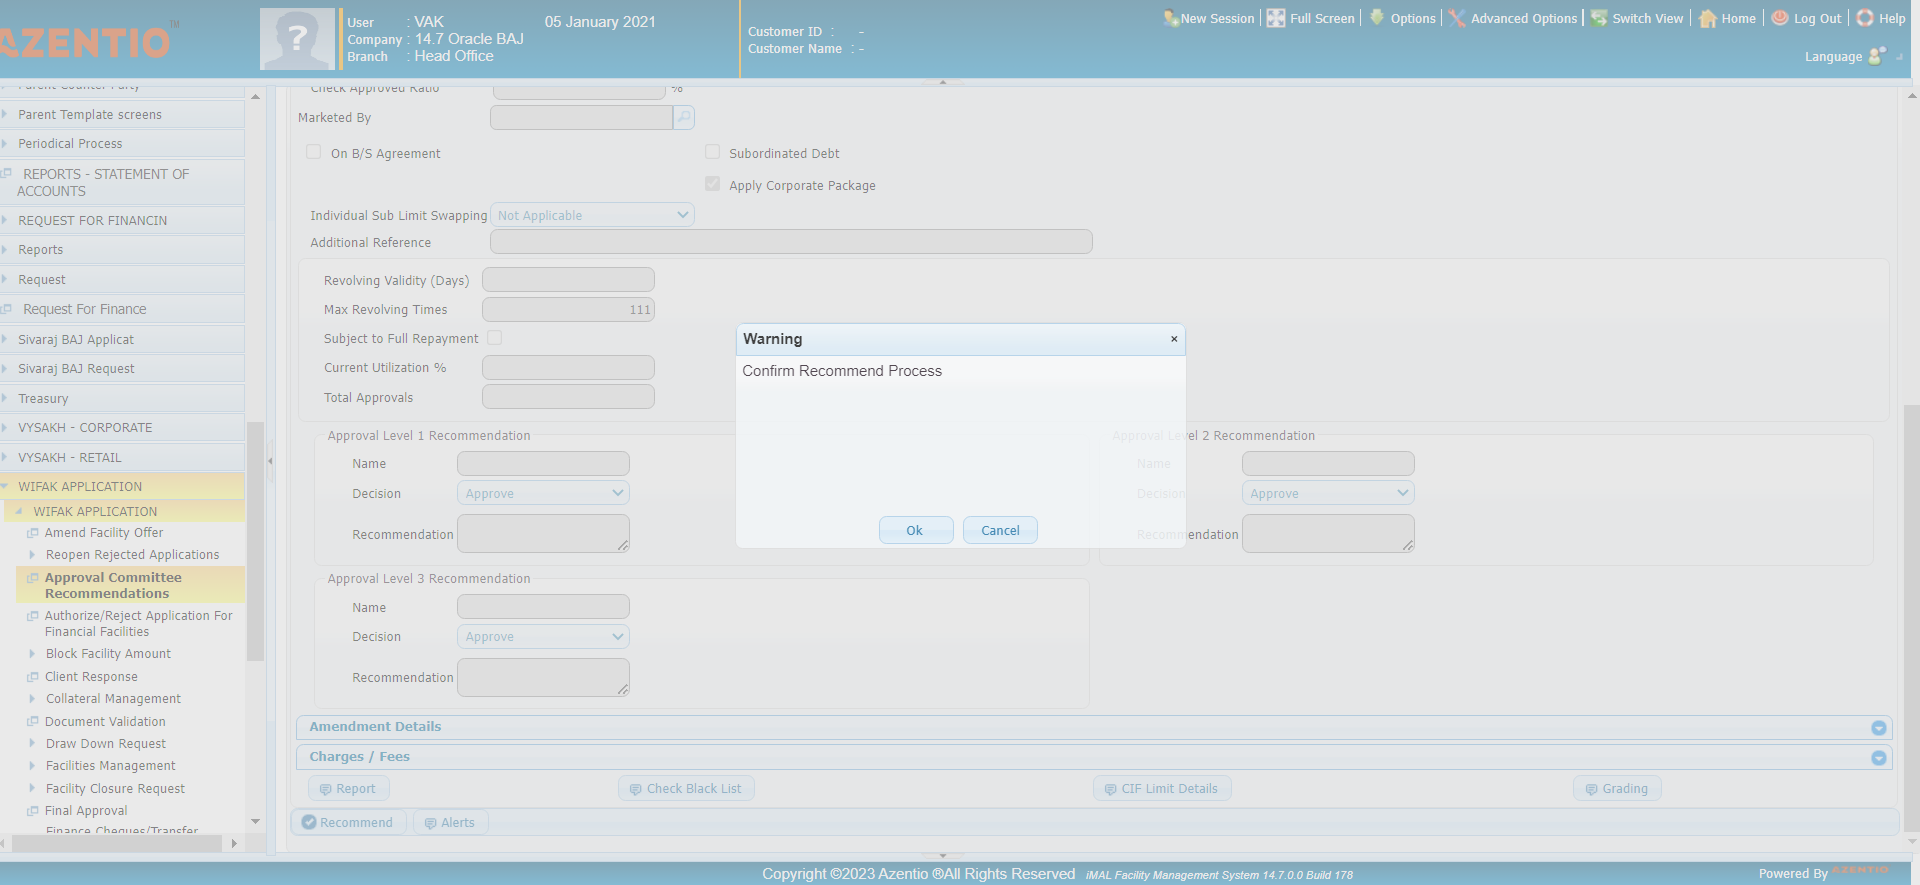 AZENTIO TM
User : VAK 05 January 2021
Company : 14.7 Oracle BAJ
Branch : Head Office
Customer ID : -
Customer Name : -
New Session Full Screen Options Advanced Options Switch View Home Log Out Help
Language
Parent Counter Party
Parent Template screens
Periodical Process
REPORTS - STATEMENT OF
ACCOUNTS
REQUEST FOR FINANCIN
Reports
Request
Request For Finance
Sivaraj BAJ Applicat
Sivaraj BAJ Request
Treasury
VYSAKH - CORPORATE
VYSAKH - RETAIL
WIFAK APPLICATION
WIFAK APPLICATION
Amend Facility Offer
Reopen Rejected Applications
Approval Committee
Recommendations
Authorize/Reject Application For
Financial Facilities
Block Facility Amount
Client Response
Collateral Management
Document Validation
Draw Down Request
Facilities Management
Facility Closure Request
Final Approval
Finance Cheques/Transfer
Check Approved Ratio %
Marketed By
On B/S Agreement Subordinated Debt
Apply Corporate Package
Individual Sub Limit Swapping Not Applicable
Additional Reference
Revolving Validity (Days)
Max Revolving Times 111
Subject to Full Repayment
Current Utilization %
Total Approvals
Warning ×
Confirm Recommend Process
Ok Cancel
Approval Level 1 Recommendation
Name
Decision Approve
Recommendation
Approval Level 2 Recommendation
Name
Decision Approve
Recommendation
Approval Level 3 Recommendation
Name
Decision Approve
Recommendation
Amendment Details
Charges / Fees
Report Check Black List CIF Limit Details Grading
Recommend Alerts
Copyright ©2023 Azentio ®All Rights Reserved iMAL Facility Management System 14.7.0.0 Build 178
Powered By AZENTIO